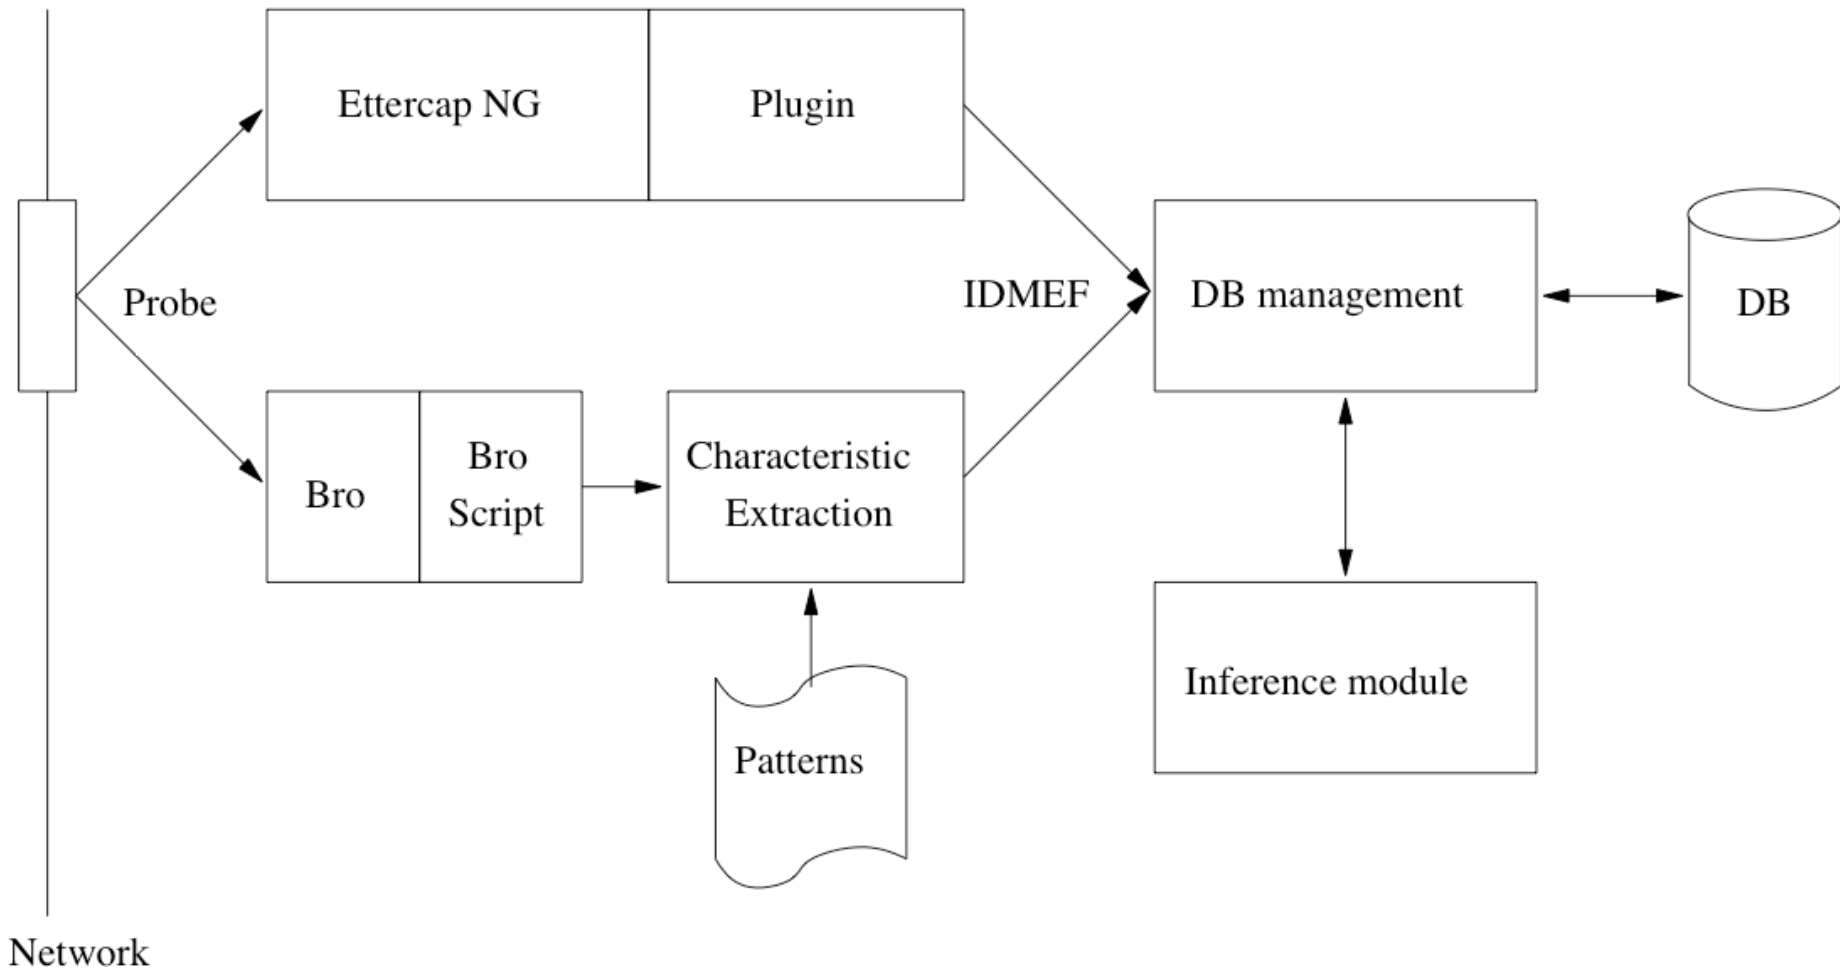 Ettercap NG
Plugin
Probe
IDMEF
DB management
DB
Bro
Bro
Script
Characteristic
Extraction
Patterns
Inference module
Network